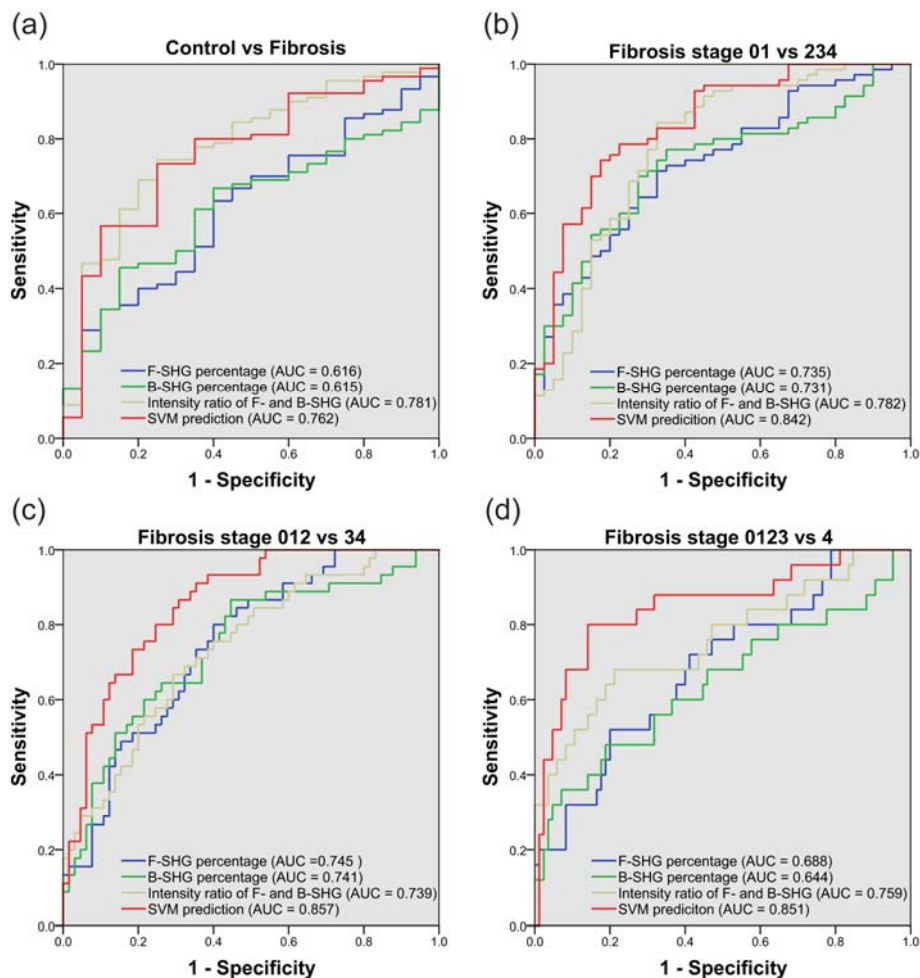 (a)
Control vs Fibrosis
1.0
0.8
0.6
0.4
0.2
0.0
Sensitivity
F-SHG percentage (AUC = 0.616)
B-SHG percentage (AUC = 0.615)
Intensity ratio of F- and B-SHG (AUC = 0.781)
SVM prediction (AUC = 0.762)
0.0 0.2 0.4 0.6 0.8 1.0
1 - Specificity
(b)
Fibrosis stage 01 vs 234
1.0
0.8
0.6
0.4
0.2
0.0
Sensitivity
F-SHG percentage (AUC = 0.735)
B-SHG percentage (AUC = 0.731)
Intensity ratio of F- and B-SHG (AUC = 0.782)
SVM predicition (AUC = 0.842)
0.0 0.2 0.4 0.6 0.8 1.0
1 - Specificity
(c)
Fibrosis stage 012 vs 34
1.0
0.8
0.6
0.4
0.2
0.0
Sensitivity
F-SHG percentage (AUC =0.745 )
B-SHG percentage (AUC = 0.741)
Intensity ratio of F- and B-SHG (AUC = 0.739)
SVM prediction (AUC = 0.857)
0.0 0.2 0.4 0.6 0.8 1.0
1 - Specificity
(d)
Fibrosis stage 0123 vs 4
1.0
0.8
0.6
0.4
0.2
0.0
Sensitivity
F-SHG percentage (AUC = 0.688)
B-SHG percentage (AUC = 0.644)
Intensity ratio of F- and B-SHG (AUC = 0.759)
SVM prediciton (AUC = 0.851)
0.0 0.2 0.4 0.6 0.8 1.0
1 - Specificity